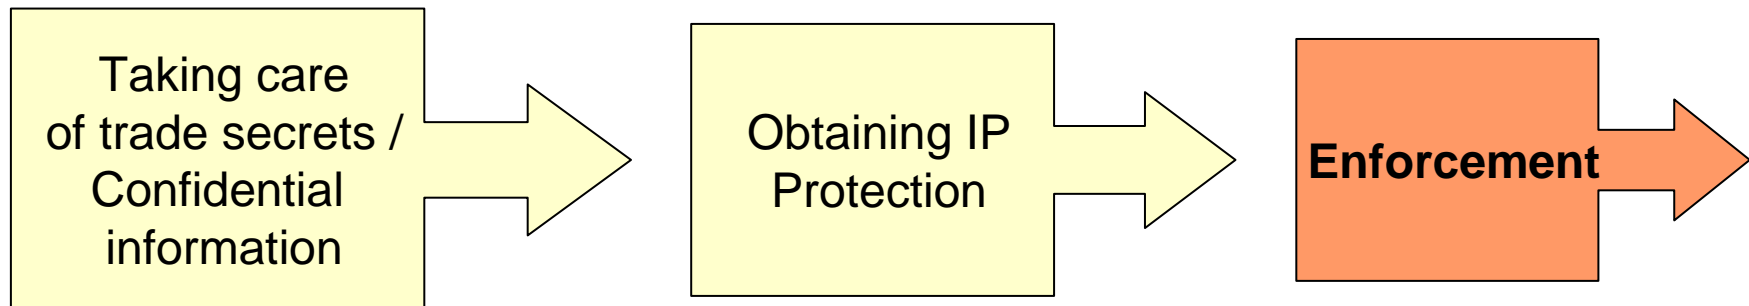 Taking care
of trade secrets /
Confidential
information
Obtaining IP
Protection
Enforcement